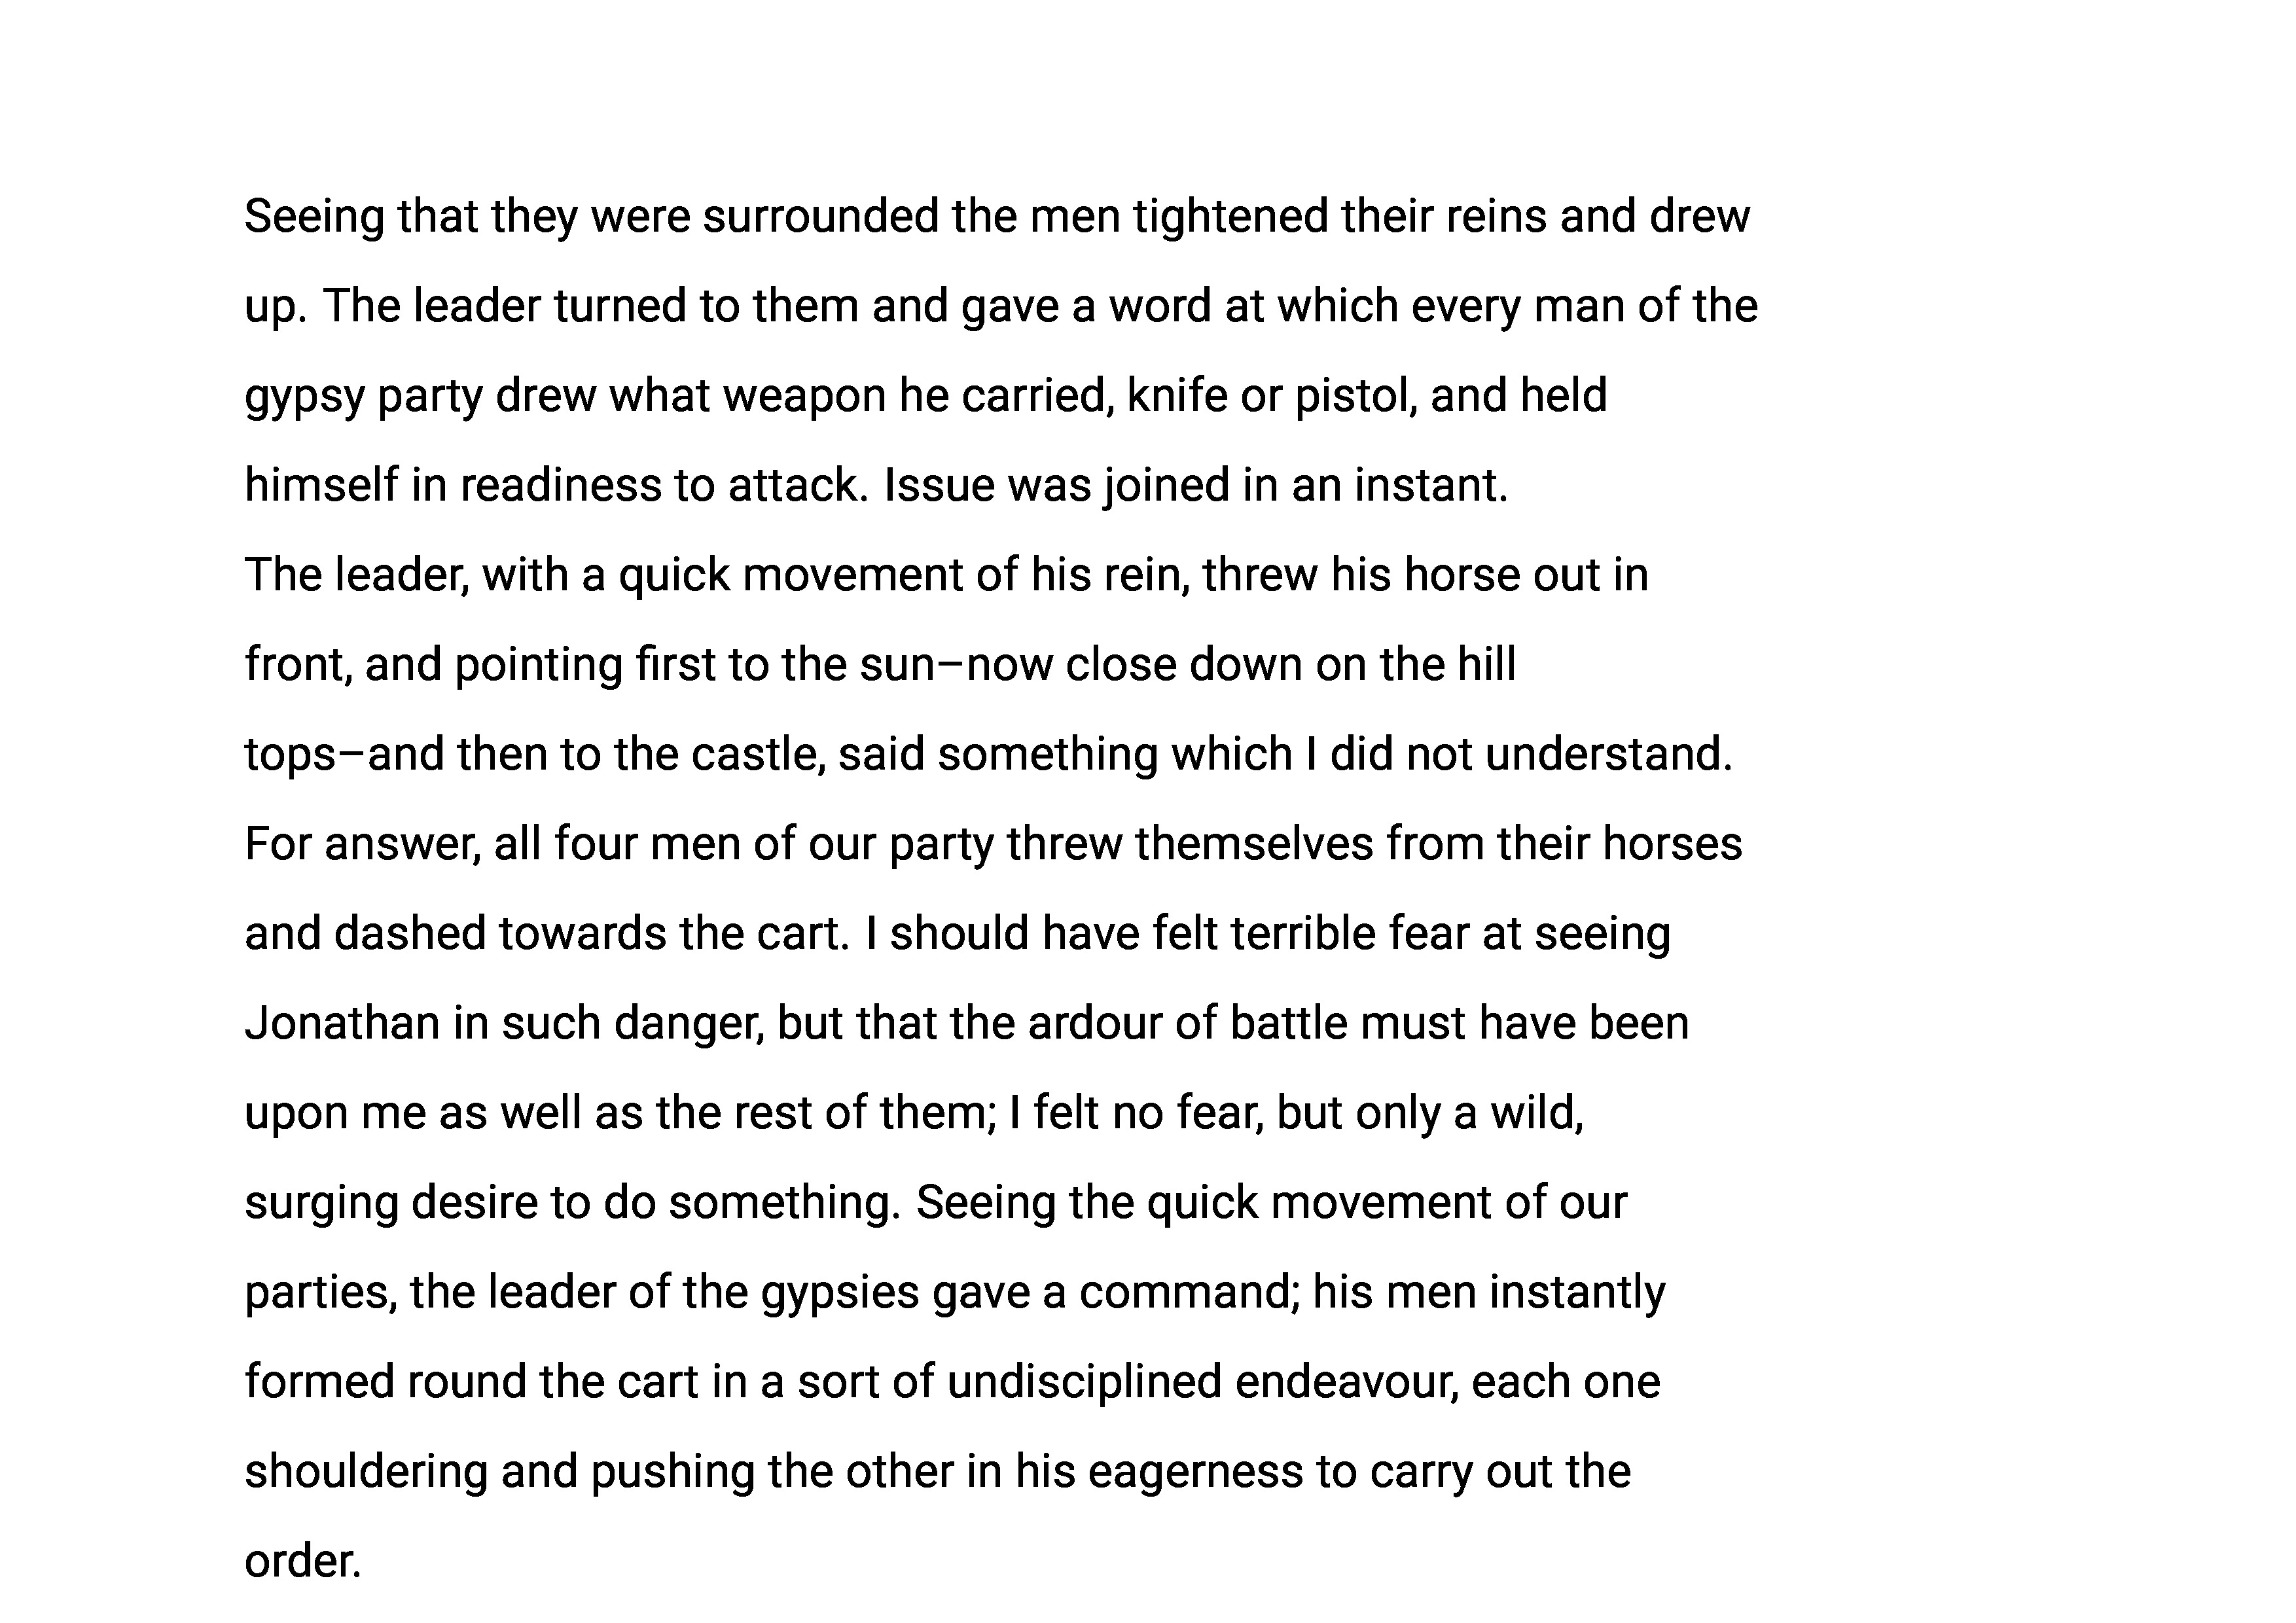 Seeing that they were surrounded the men tightened their reins and drew
up. The leader turned to them and gave a word at which every man of the
gypsy party drew what weapon he carried, knife or pistol, and held
himself in readiness to attack. Issue was joined in an instant.
The leader, with a quick movement of his rein, threw his horse out in
front, and pointing first to the sun–now close down on the hill
tops–and then to the castle, said something which I did not understand.
For answer, all four men of our party threw themselves from their horses
and dashed towards the cart. I should have felt terrible fear at seeing
Jonathan in such danger, but that the ardour of battle must have been
upon me as well as the rest of them; I felt no fear, but only a wild,
surging desire to do something. Seeing the quick movement of our
parties, the leader of the gypsies gave a command; his men instantly
formed round the cart in a sort of undisciplined endeavour, each one
shouldering and pushing the other in his eagerness to carry out the
order.